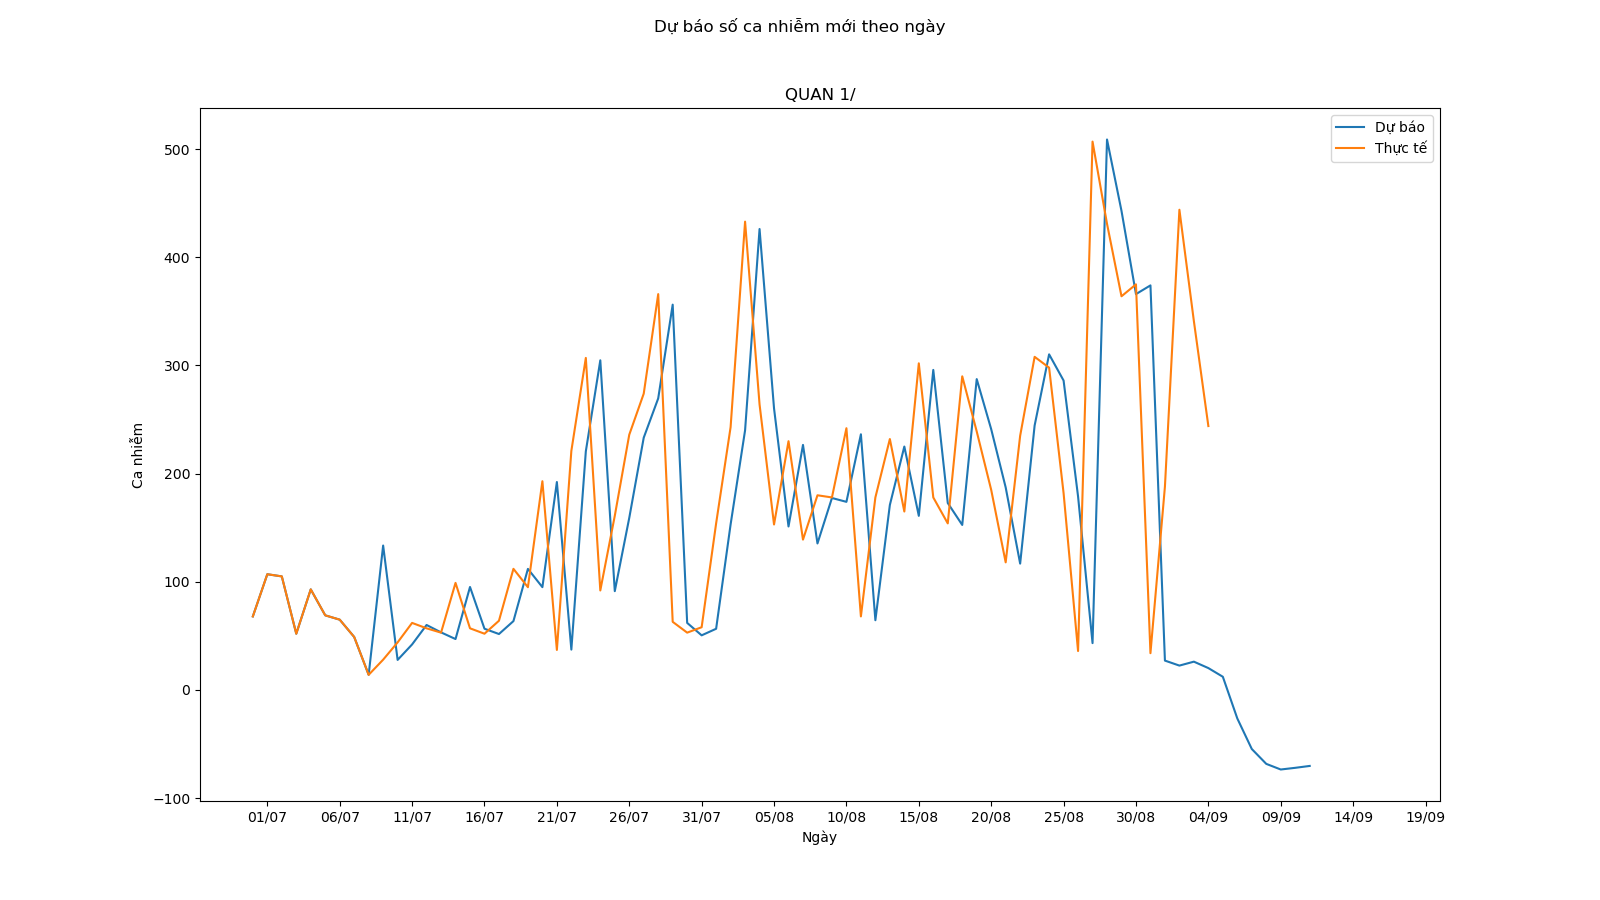 Dự báo số ca nhiễm mới theo ngày
QUAN 1/
Dự báo
Thực tế
Ca nhiễm
500
400
300
200
100
0
−100
01/07 06/07 11/07 16/07 21/07 26/07 31/07 05/08 10/08 15/08 20/08 25/08 30/08 04/09 09/09 14/09 19/09
Ngày